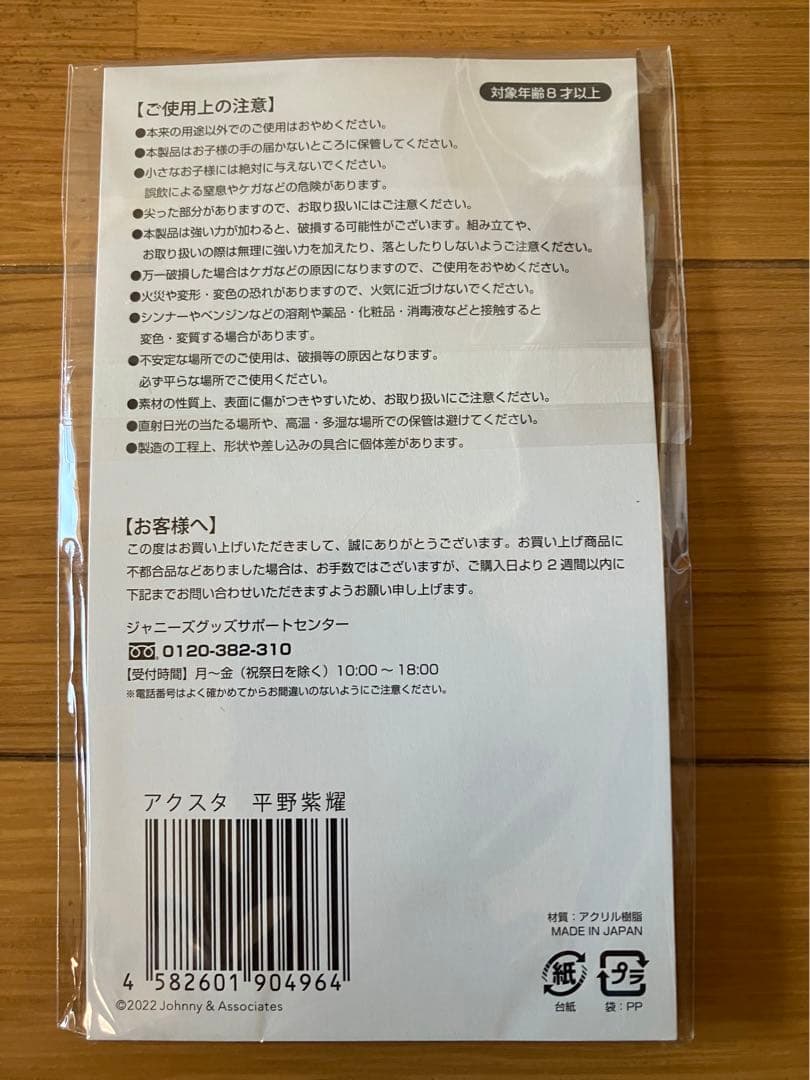 対象年齢8才以上
【ご使用上の注意】
●本来の用途以外でのご使用はおやめください。
●本製品はお子様の手の届かないところに保管してください。
●小さなお子様には絶対に与えないでください。
誤飲による窒息やケガなどの危険があります。
●尖った部分がありますので、お取り扱いにはご注意ください。
●本製品は強い力が加わると、破損する可能性がございます。組み立てや、
お取り扱いの際は無理に強い力を加えたり、落としたりしないようご注意ください。
●万一破損した場合はケガなどの原因になりますので、ご使用をおやめください。
●火災や変形・変色の恐れがありますので、火気に近づけないでください。
●シンナーやベンジンなどの溶剤や薬品・化粧品・消毒液などと接触すると
変色・変質する場合があります。
●不安定な場所でのご使用は、破損等の原因となります。
必ず平らな場所でご使用ください。
●素材の性質上、表面に傷がつきやすいため、お取り扱いにご注意ください。
●直射日光の当たる場所や、高温・多湿な場所での保管は避けてください。
●製造の工程上、形状や差し込みの具合に個体差があります。
【お客様へ】
この度はお買い上げいただきまして、誠にありがとうございます。お買い上げ商品に
不都合品などありました場合は、お手数ではございますが、ご購入日より2週間以内に
下記までお問い合わせいただきますようお願い申し上げます。
ジャニーズグッズサポートセンター
0120-382-310
【受付時間】月〜金（祝祭日を除く）10:00〜18:00
※電話番号はよく確かめてからお間違いのないようにご注意ください。
アクスタ 平野紫耀
4 582601 904964
©2022 Johnny & Associates
材質：アクリル樹脂
MADE IN JAPAN
紙 プラ
台紙 袋：PP